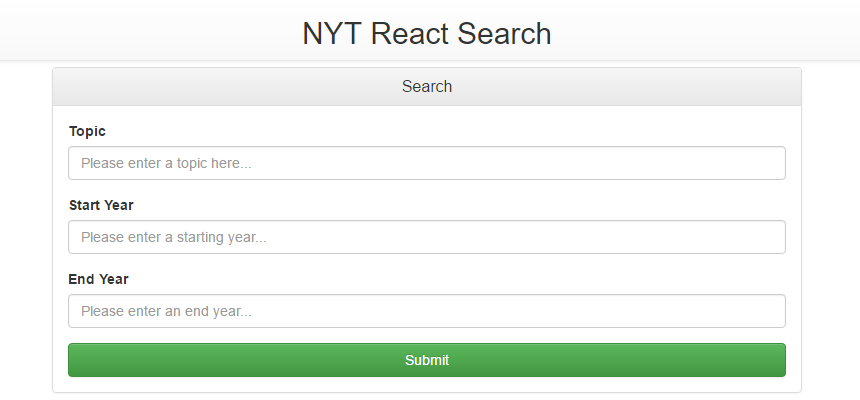 NYT React Search
Search
Topic
Please enter a topic here...
Start Year
Please enter a starting year...
End Year
Please enter an end year...
Submit